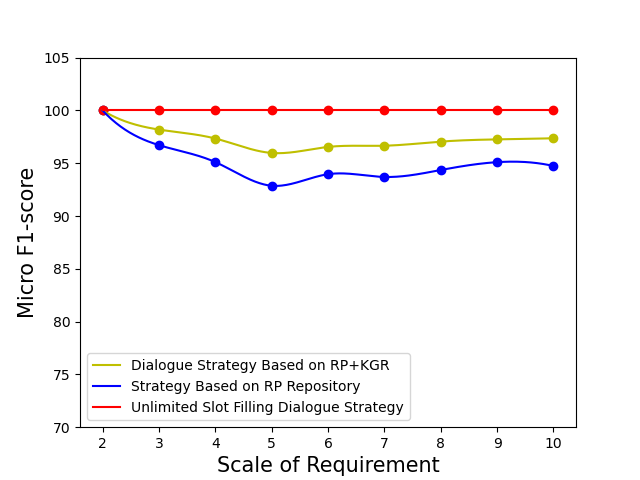 105
100
95
90
85
80
75
70
Micro F1-score
Dialogue Strategy Based on RP+KGR
Strategy Based on RP Repository
Unlimited Slot Filling Dialogue Strategy
2 3 4 5 6 7 8 9 10
Scale of Requirement